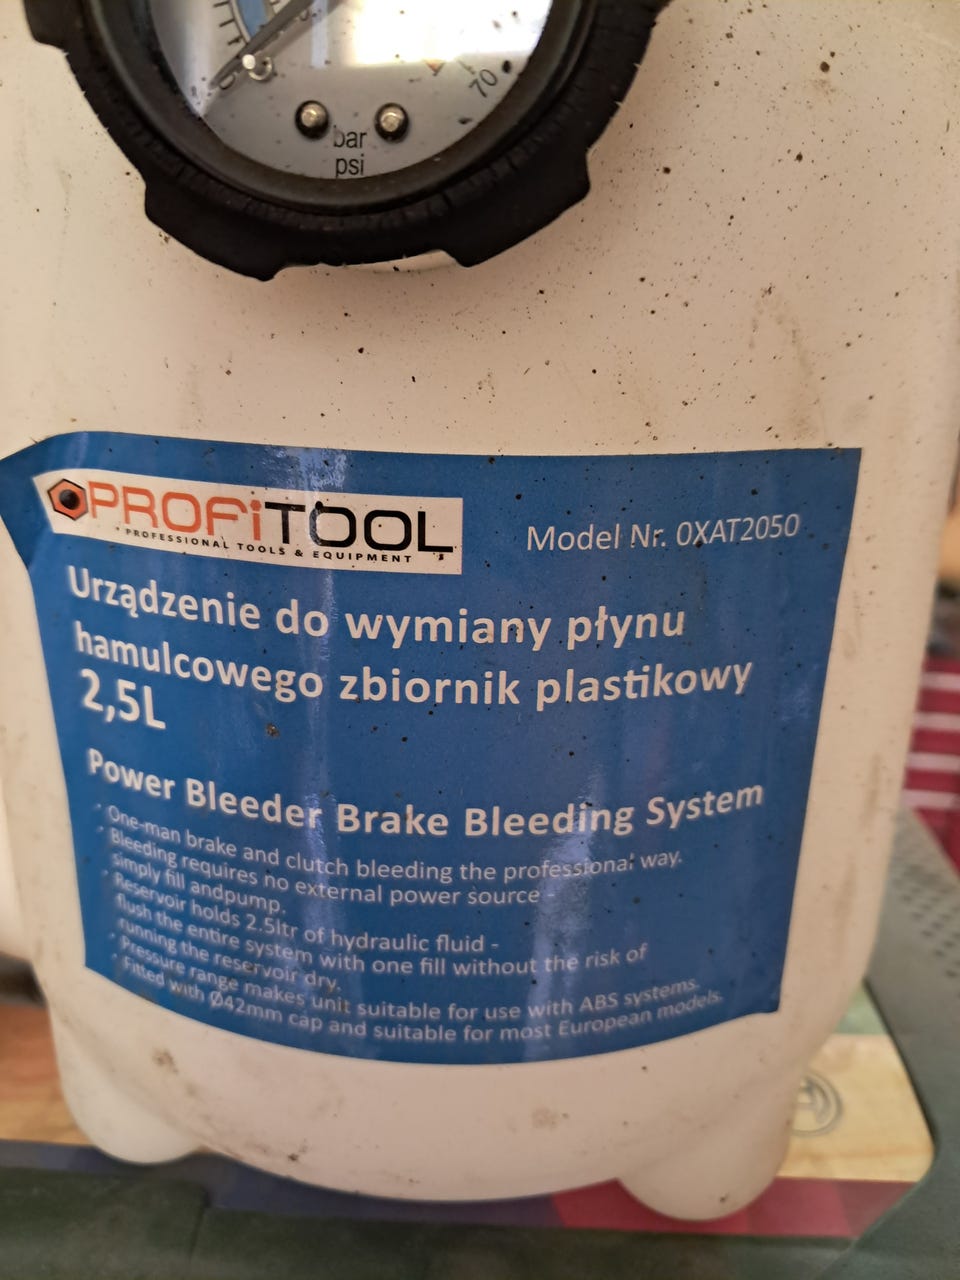 70
bar
psi
PROFiTOOL
PROFESSIONAL TOOLS & EQUIPMENT
Model Nr. 0XAT2050
Urządzenie do wymiany płynu
hamulcowego zbiornik plastikowy
2,5L
Power Bleeder Brake Bleeding System
One-man brake and clutch bleeding the professional way.
Bleeding requires no external power source -
simply fill andpump.
Reservoir holds 2.5ltr of hydraulic fluid -
flush the entire system with one fill without the risk of
running the reservoir dry.
Pressure range makes unit suitable for use with ABS systems.
Fitted with Ø42mm cap and suitable for most European models.